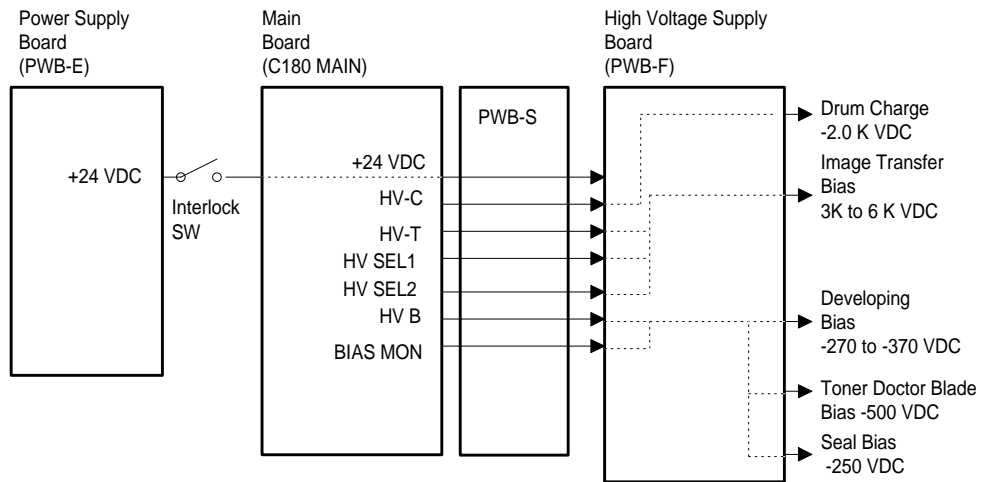 Power Supply
Board
(PWB-E)
Main
Board
(C180 MAIN)
High Voltage Supply
Board
(PWB-F)
PWB-S
+24 VDC
Interlock
SW
+24 VDC
HV-C
HV-T
HV SEL1
HV SEL2
HV B
BIAS MON
Drum Charge
-2.0 K VDC
Image Transfer
Bias
3K to 6 K VDC
Developing
Bias
-270 to -370 VDC
Toner Doctor Blade
Bias -500 VDC
Seal Bias
-250 VDC